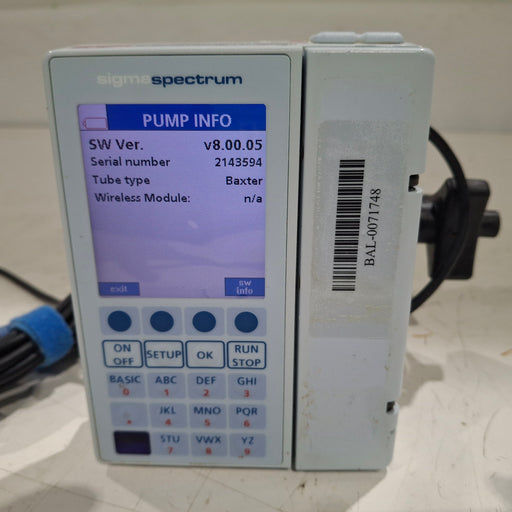 sigmaspectrum
PUMP INFO
SW Ver. v8.00.05
Serial number 2143594
Tube type Baxter
Wireless Module: n/a
exit
sw
info
ON
OFF
SETUP
OK
RUN
STOP
BASIC
0
ABC
1
DEF
2
GHI
3
.
JKL
4
MNO
5
PQR
6
STU
7
VWX
8
YZ
9
BAL-0071748